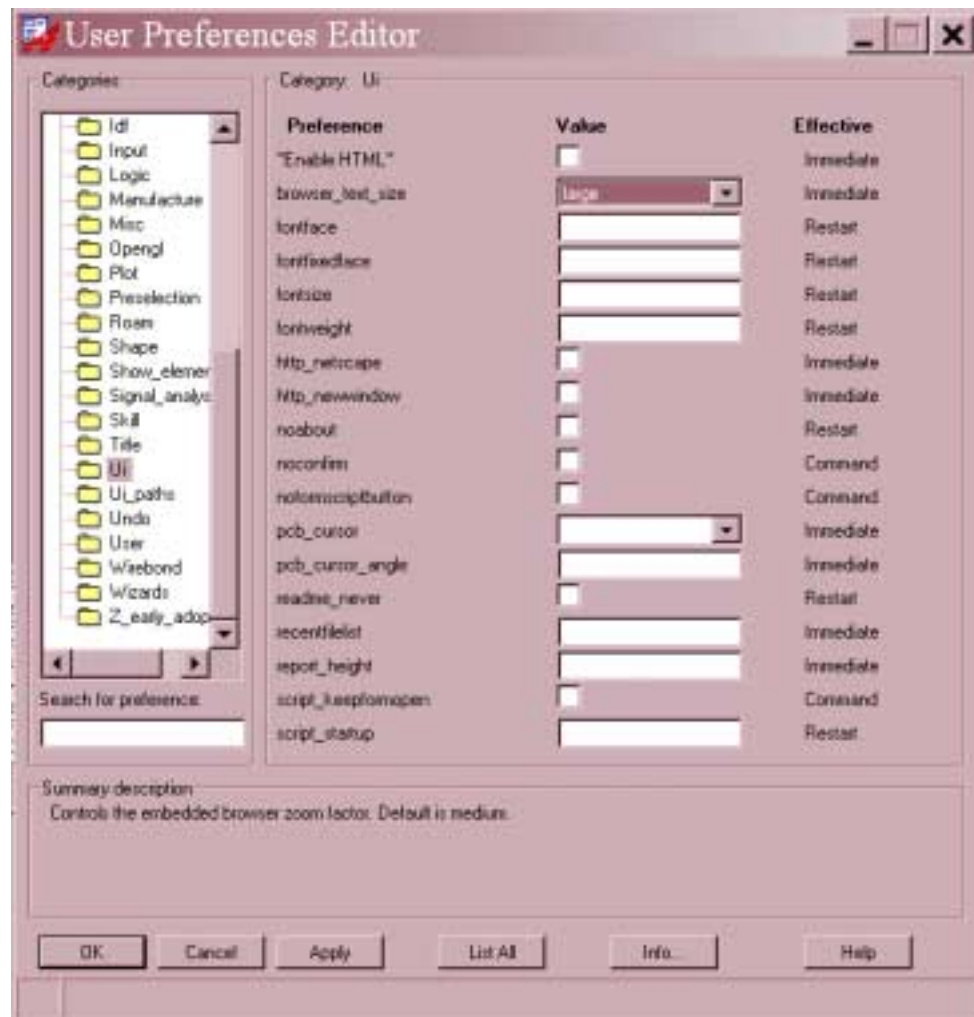 User Preferences Editor
Categories
Idf
Input
Logic
Manufacture
Misc
Opengl
Plot
Preselection
Roam
Shape
Show_elemen
Signal_analys
Skill
Title
Ui
Ui_paths
Undo
User
Wirebond
Wizards
Z_early_adop
Search for preference:
Category: Ui
Preference Value Effective
"Enable HTML" Immediate
browser_text_size large Immediate
fontface Restart
fontfixedface Restart
fontsize Restart
fontweight Restart
http_netscape Immediate
http_newwindow Immediate
noabout Restart
noconfirm Command
noformscriptbutton Command
pcb_cursor Immediate
pcb_cursor_angle Immediate
readme_never Restart
recentfilelist Immediate
report_height Immediate
script_keepformopen Command
script_startup Restart
Summary description
Controls the embedded browser zoom factor. Default is medium.
OK Cancel Apply List All Info... Help